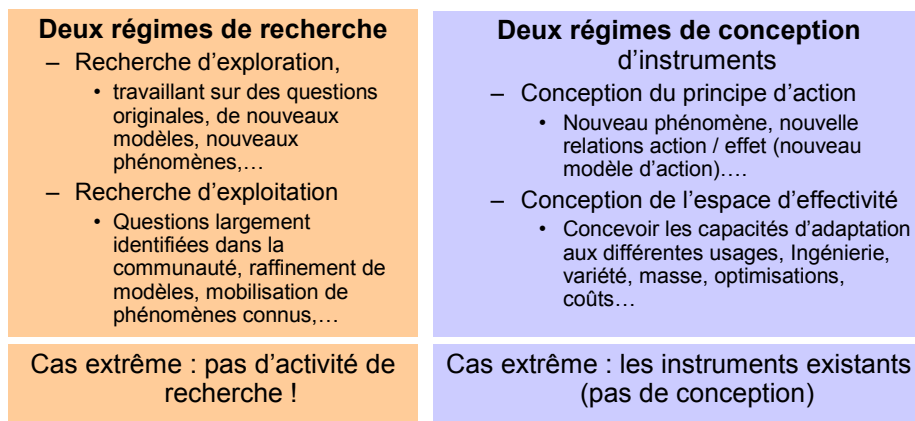 Deux régimes de recherche
– Recherche d'exploration,
• travaillant sur des questions
originales, de nouveaux
modèles, nouveaux
phénomènes,…
– Recherche d'exploitation
• Questions largement
identifiées dans la
communauté, raffinement de
modèles, mobilisation de
phénomènes connus,…
Cas extrême : pas d'activité de
recherche !
Deux régimes de conception
d'instruments
– Conception du principe d'action
• Nouveau phénomène, nouvelle
relations action / effet (nouveau
modèle d'action)….
– Conception de l'espace d'effectivité
• Concevoir les capacités d'adaptation
aux différentes usages, Ingénierie,
variété, masse, optimisations,
coûts…
Cas extrême : les instruments existants
(pas de conception)